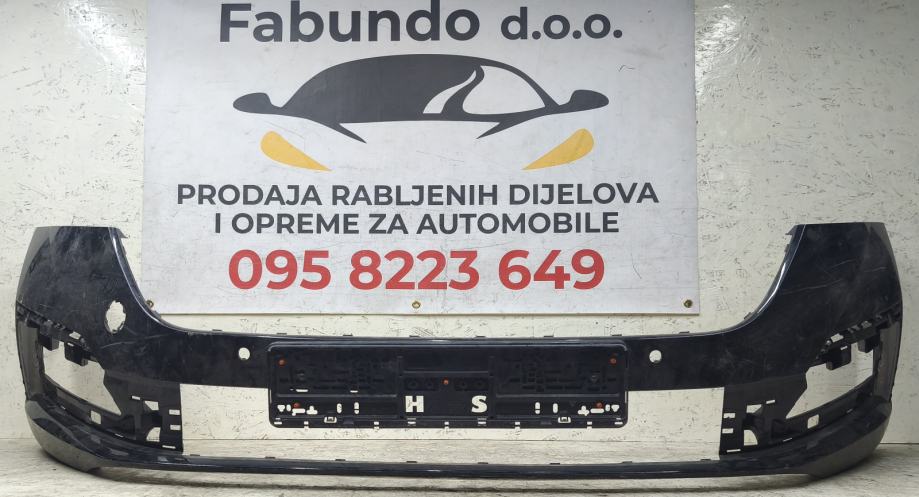 Fabundo d.o.o.
PRODAJA RABLJENIH DIJELOVA
I OPREME ZA AUTOMOBILE
095 8223 649
H S